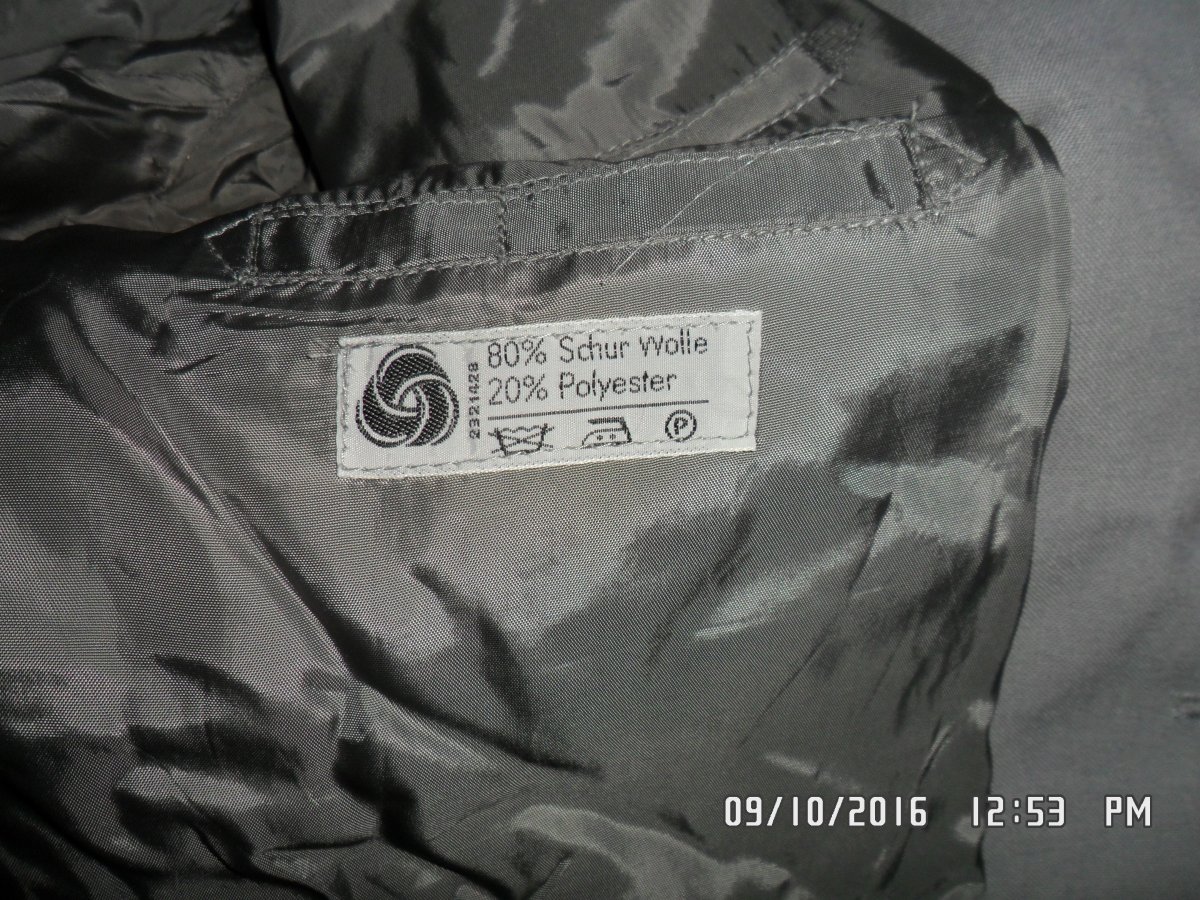 80% Schur Wolle
20% Polyester
2321428
P
09/10/2016 12:53 PM